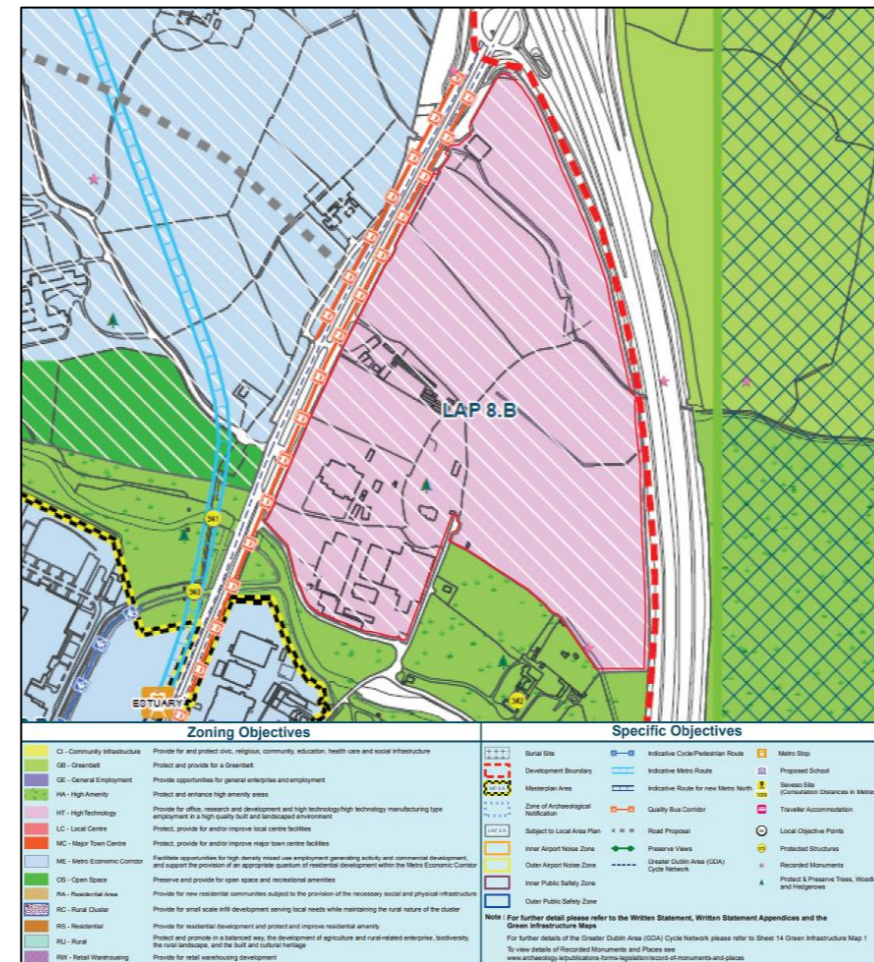 LAP 8.B
341
340
342
ESTUARY
Zoning Objectives
CI - Community Infrastructure Provide for and protect civic, religious, community, education, health care and social infrastructure
GB - Greenbelt Protect and provide for a Greenbelt
GE - General Employment Provide opportunities for general enterprise and employment
HA - High Amenity Protect and enhance high amenity areas
HT - High Technology Provide for office, research and development and high technology/high technology manufacturing type
employment in a high quality built and landscaped environment
LC - Local Centre Protect, provide for and/or improve local centre facilities
MC - Major Town Centre Protect, provide for and/or improve major town centre facilities
ME - Metro Economic Corridor Facilitate opportunities for high density mixed use employment generating activity and commercial development,
and support the provision of an appropriate quantum of residential development within the Metro Economic Corridor
OS - Open Space Preserve and provide for open space and recreational amenities
RA - Residential Area Provide for new residential communities subject to the provision of the necessary social and physical infrastructure
RC - Rural Cluster Provide for small scale infill development serving local needs while maintaining the rural nature of the cluster
RS - Residential Provide for residential development and protect and improve residential amenity
RU - Rural Protect and promote in a balanced way, the development of agriculture and rural-related enterprise, biodiversity,
the rural landscape, and the built and cultural heritage
RW - Retail Warehousing Provide for retail warehousing development
Specific Objectives
Burial Site
Development Boundary
Masterplan Area
Zone of Archaeological
Notification
Subject to Local Area Plan
Inner Airport Noise Zone
Outer Airport Noise Zone
Inner Public Safety Zone
Outer Public Safety Zone
Indicative Cycle/Pedestrian Route
Indicative Metro Route
Indicative Route for new Metro North
Quality Bus Corridor
Road Proposal
Preserve Views
Greater Dublin Area (GDA)
Cycle Network
Metro Stop
Proposed School
Seveso Site
(Consultation Distances in Metres
Traveller Accommodation
Local Objective Points
Protected Structures
Recorded Monuments
Protect & Preserve Trees, Woodl
and Hedgerows
Note : For further detail please refer to the Written Statement, Written Statement Appendices and the
Green Infrastructure Maps
For further details of the Greater Dublin Area (GDA) Cycle Network please refer to Sheet 14 Green Infrastructure Map 1
To view details of Recorded Monuments and Places see
www.archaeology.ie/publications-forms-legislation/record-of-monuments-and-places